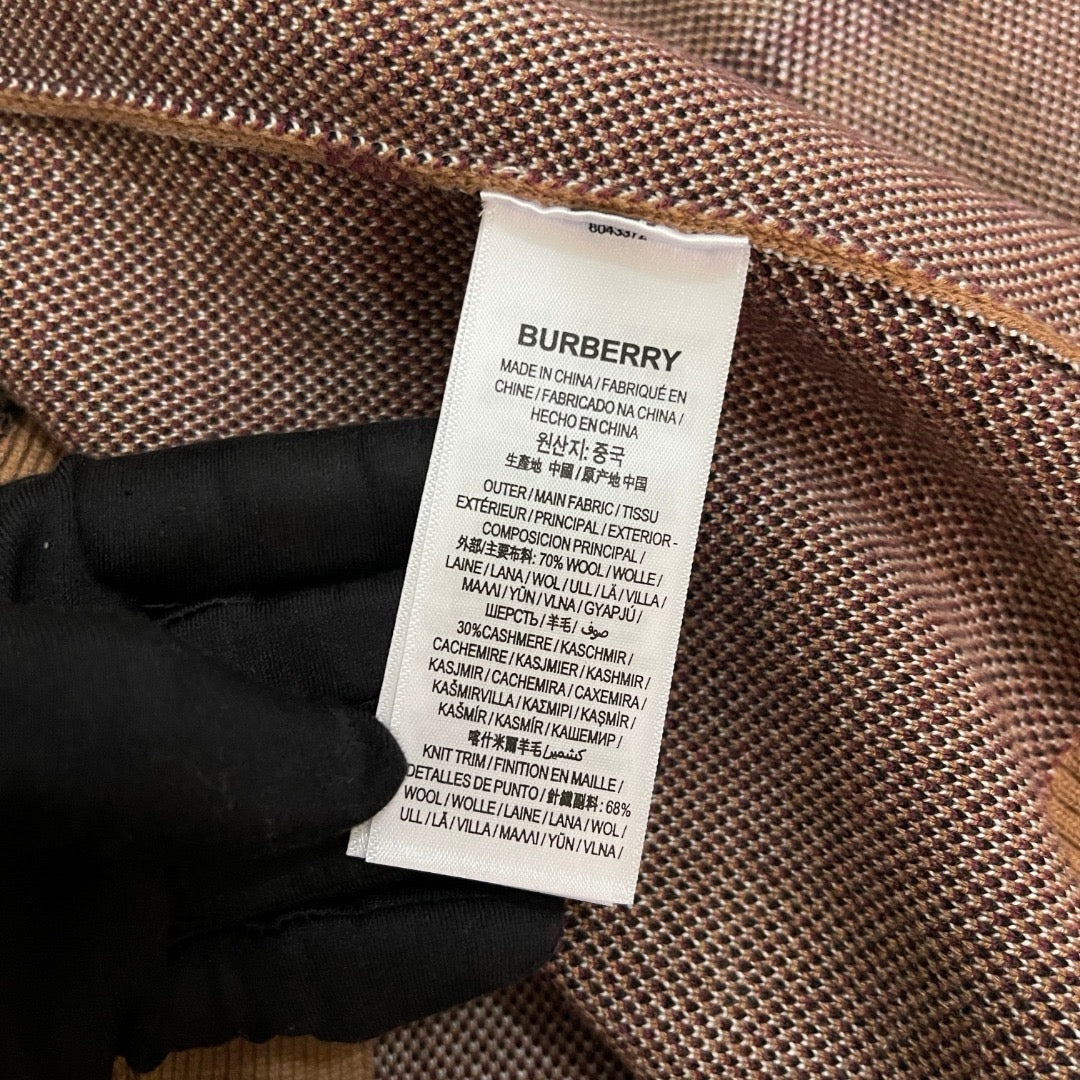 8043372
BURBERRY
MADE IN CHINA / FABRIQUÉ EN
CHINE / FABRICADO NA CHINA /
HECHO EN CHINA
원산지: 중국
生產地 中國 / 原产地 中国
OUTER / MAIN FABRIC / TISSU
EXTÉRIEUR / PRINCIPAL / EXTERIOR -
COMPOSICION PRINCIPAL /
外部/主要布料: 70% WOOL / WOLLE /
LAINE / LANA / WOL / ULL / LÃ / VILLA /
ΜΑΛΛΙ / YÜN / VLNA / GYAPJÚ /
ШЕРСТЬ / 羊毛 / صوف /
30%CASHMERE / KASCHMIR /
CACHEMIRE / KASJMIER / KASHMIR /
KASJMIR / CACHEMIRA / CAXEMIRA /
KAŠMIRVILLA / ΚΑΣΜΙΡΙ / KAŞMİR /
KAŠMÍR / KASMÍR / КАШЕМИР /
喀什米爾羊毛/كشمير
KNIT TRIM / FINITION EN MAILLE /
DETALLES DE PUNTO / 針織副料: 68%
WOOL / WOLLE / LAINE / LANA / WOL /
ULL / LÃ / VILLA / ΜΑΛΛΙ / YÜN / VLNA /